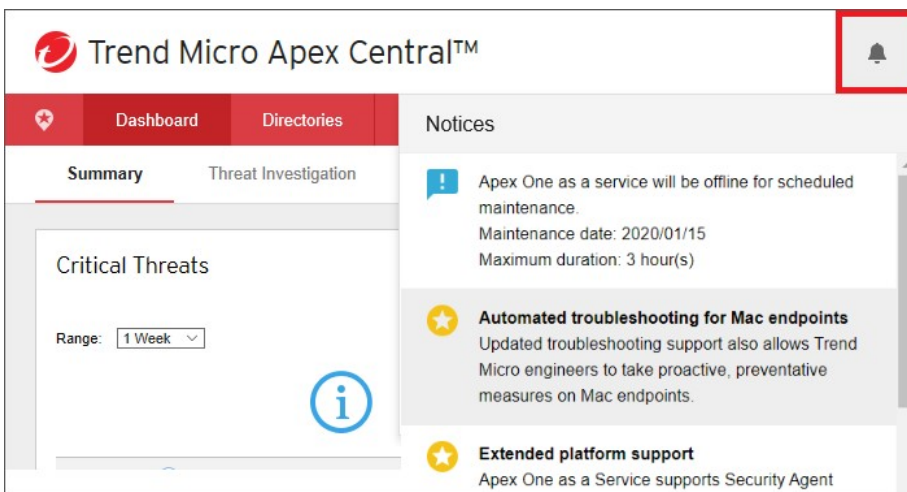 Trend Micro Apex Central™
Dashboard
Directories
Notices
Summary
Threat Investigation
Apex One as a service will be offline for scheduled
maintenance.
Maintenance date: 2020/01/15
Maximum duration: 3 hour(s)
Critical Threats
Range: 1 Week
Automated troubleshooting for Mac endpoints
Updated troubleshooting support also allows Trend
Micro engineers to take proactive, preventative
measures on Mac endpoints.
Extended platform support
Apex One as a Service supports Security Agent